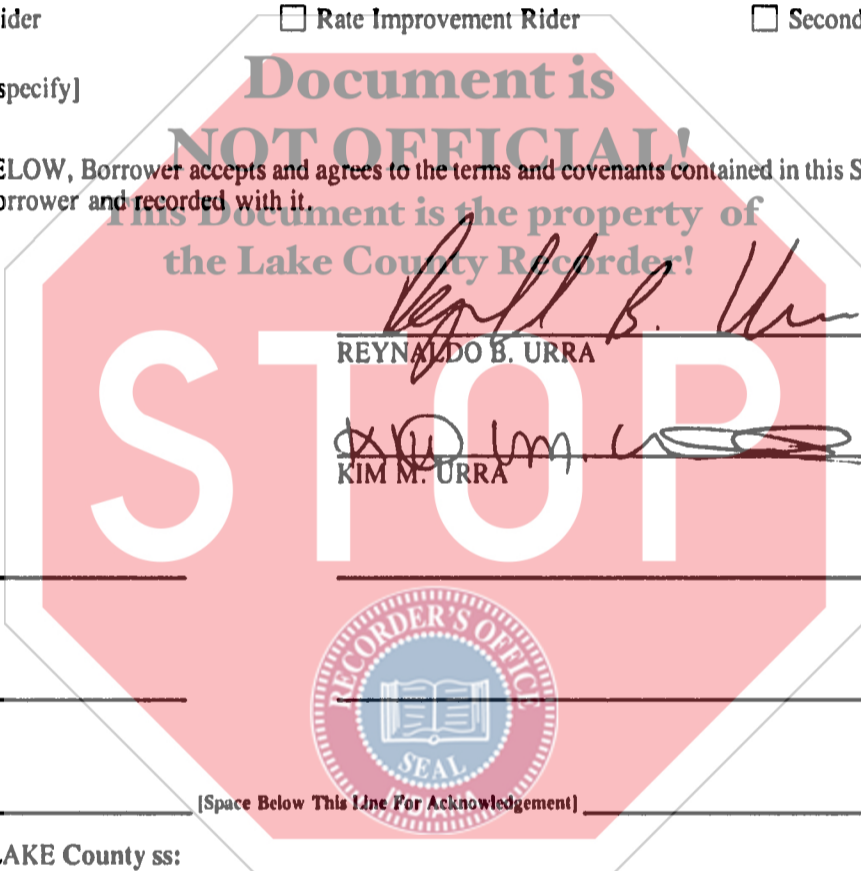 ider ☐ Rate Improvement Rider ☐ Second
specify]
Document is
NOT OFFICIAL!
ELOW, Borrower accepts and agrees to the terms and covenants contained in this S
orrower and recorded with it.
This Document is the property of
the Lake County Recorder!
REYNALDO B. URRA
STOP
KIM M. URRA
RECORDER'S OFFICE
SEAL
[Space Below This Line For Acknowledgement]
LAKE County ss: